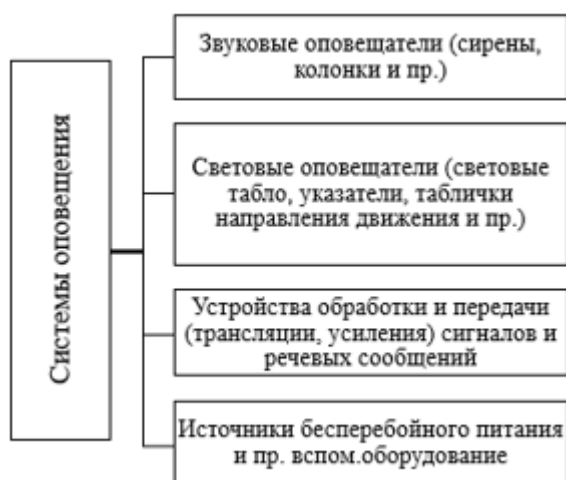 Системы оповещения
Звуковые оповещатели (сирены,
колонки и пр.)
Световые оповещатели (световые
табло, указатели, таблички
направления движения и пр.)
Устройства обработки и передачи
(трансляции, усиления) сигналов и
речевых сообщений
Источники бесперебойного питания
и пр. вспом.оборудование